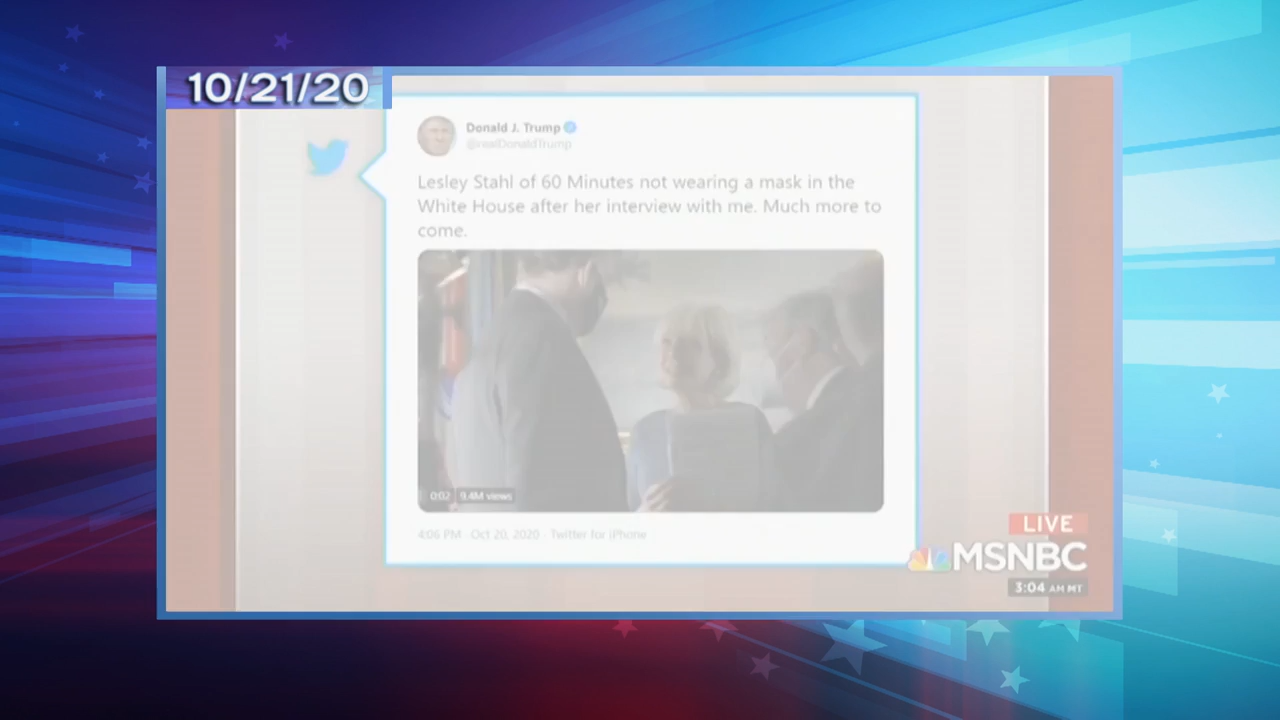 10/21/20
Donald J. Trump
@realDonaldTrump
Lesley Stahl of 60 Minutes not wearing a mask in the
White House after her interview with me. Much more to
come.
0:02 9.4M views
4:06 PM · Oct 20, 2020 · Twitter for iPhone
LIVE
MSNBC
3:04 AM MT